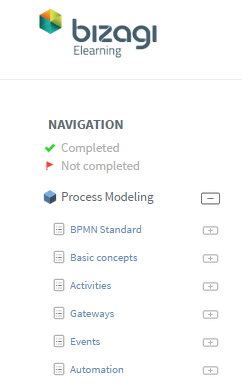 bizagi
Elearning
NAVIGATION
Completed
Not completed
Process Modeling
BPMN Standard
Basic concepts
Activities
Gateways
Events
Automation